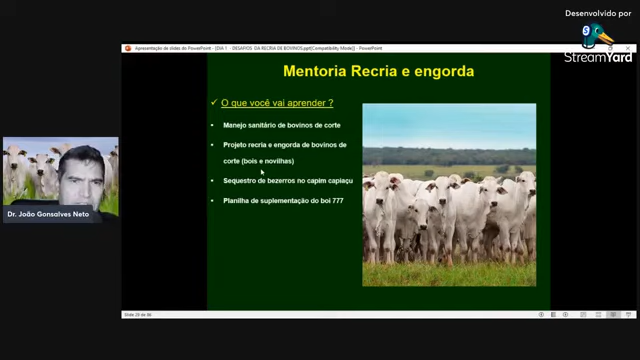 Desenvolvido por
StreamYard
Apresentação de slides do PowerPoint - [DIA 1 - DESAFIOS DA RECRIA DE BOVINOS.ppt [Compatibility Mode]] - PowerPoint
Mentoria Recria e engorda
✓ O que você vai aprender ?
• Manejo sanitário de bovinos de corte
• Projeto recria e engorda de bovinos de
corte (bois e novilhas)
• Sequestro de bezerros no capim capiaçu
• Planilha de suplementação do boi 777
Dr. João Gonsalves Neto